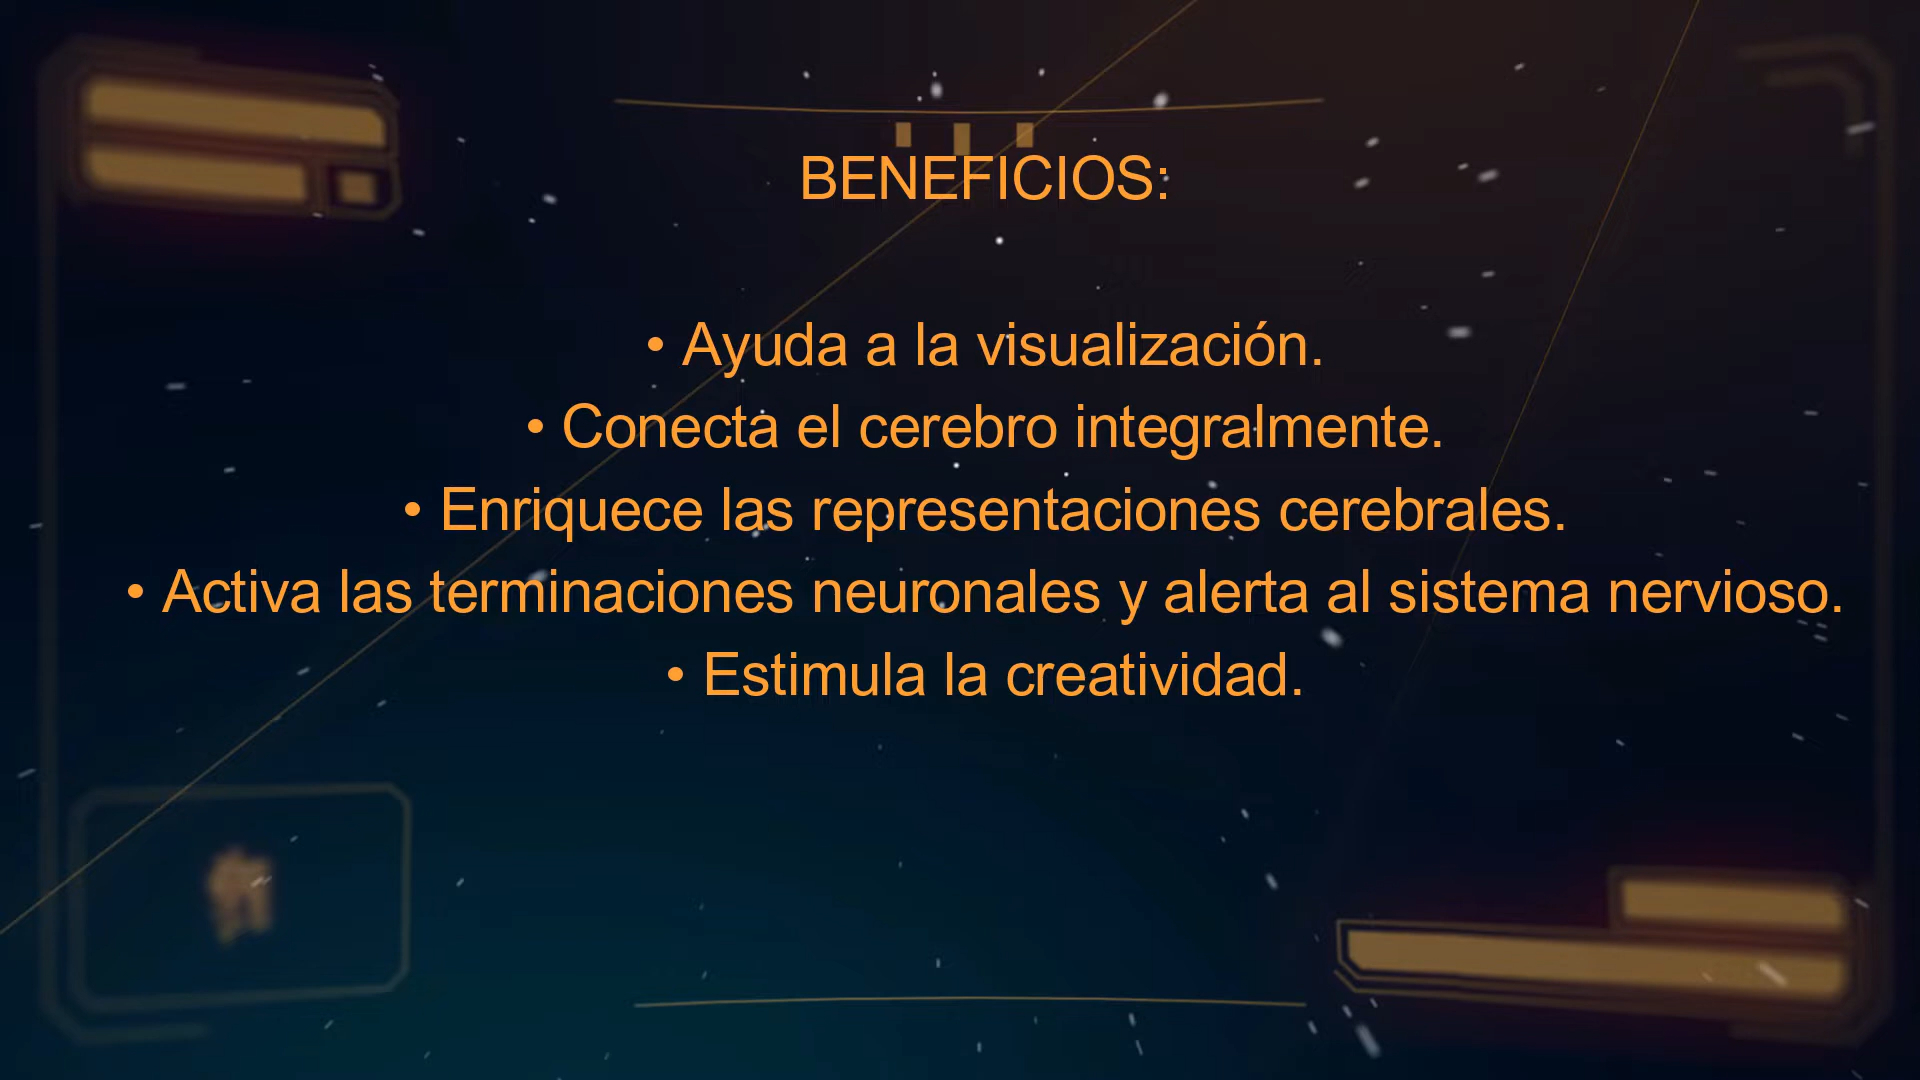 BENEFICIOS:
• Ayuda a la visualización.
• Conecta el cerebro integralmente.
• Enriquece las representaciones cerebrales.
• Activa las terminaciones neuronales y alerta al sistema nervioso.
• Estimula la creatividad.